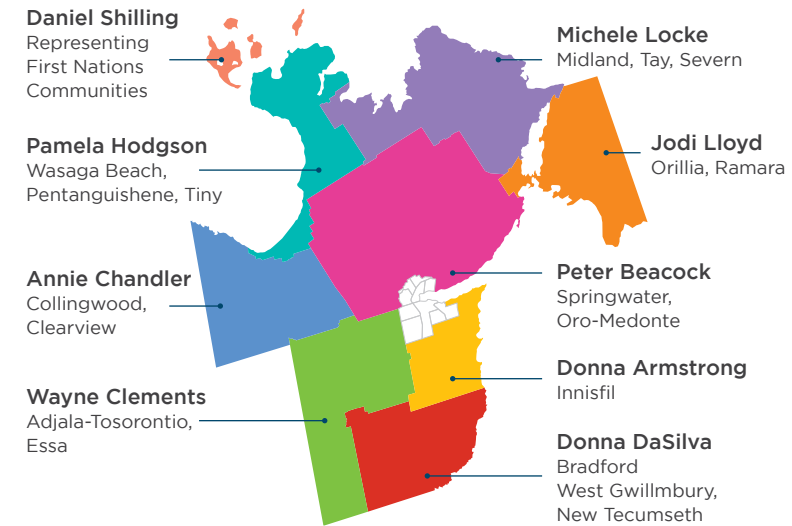 Daniel Shilling
Representing
First Nations
Communities
Pamela Hodgson
Wasaga Beach,
Pentanguishene, Tiny
Annie Chandler
Collingwood,
Clearview
Wayne Clements
Adjala-Tosorontio,
Essa
Michele Locke
Midland, Tay, Severn
Jodi Lloyd
Orillia, Ramara
Peter Beacock
Springwater,
Oro-Medonte
Donna Armstrong
Innisfil
Donna DaSilva
Bradford
West Gwillmbury,
New Tecumseth